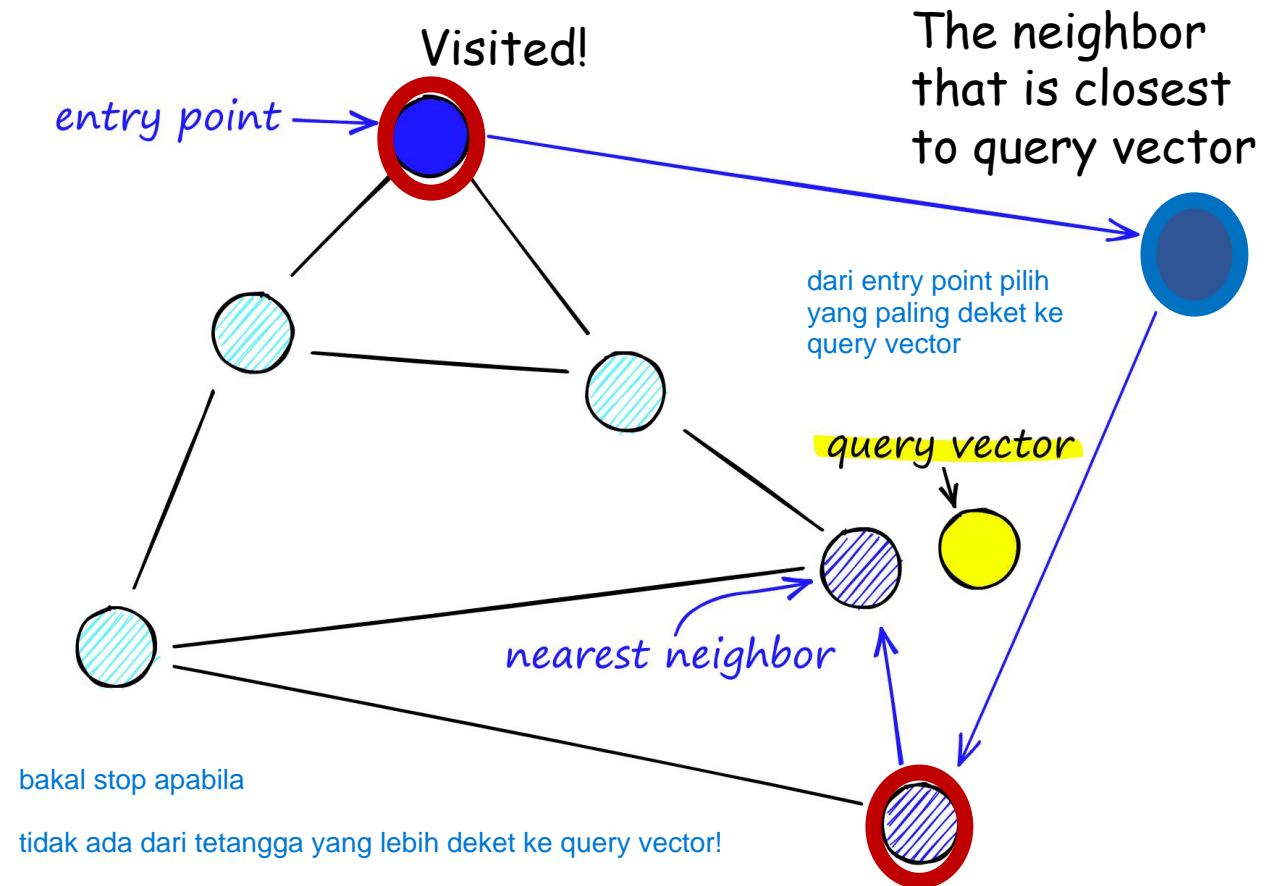 Visited!
The neighbor
that is closest
to query vector
entry point
dari entry point pilih
yang paling deket ke
query vector
query vector
nearest neighbor
bakal stop apabila
tidak ada dari tetangga yang lebih deket ke query vector!